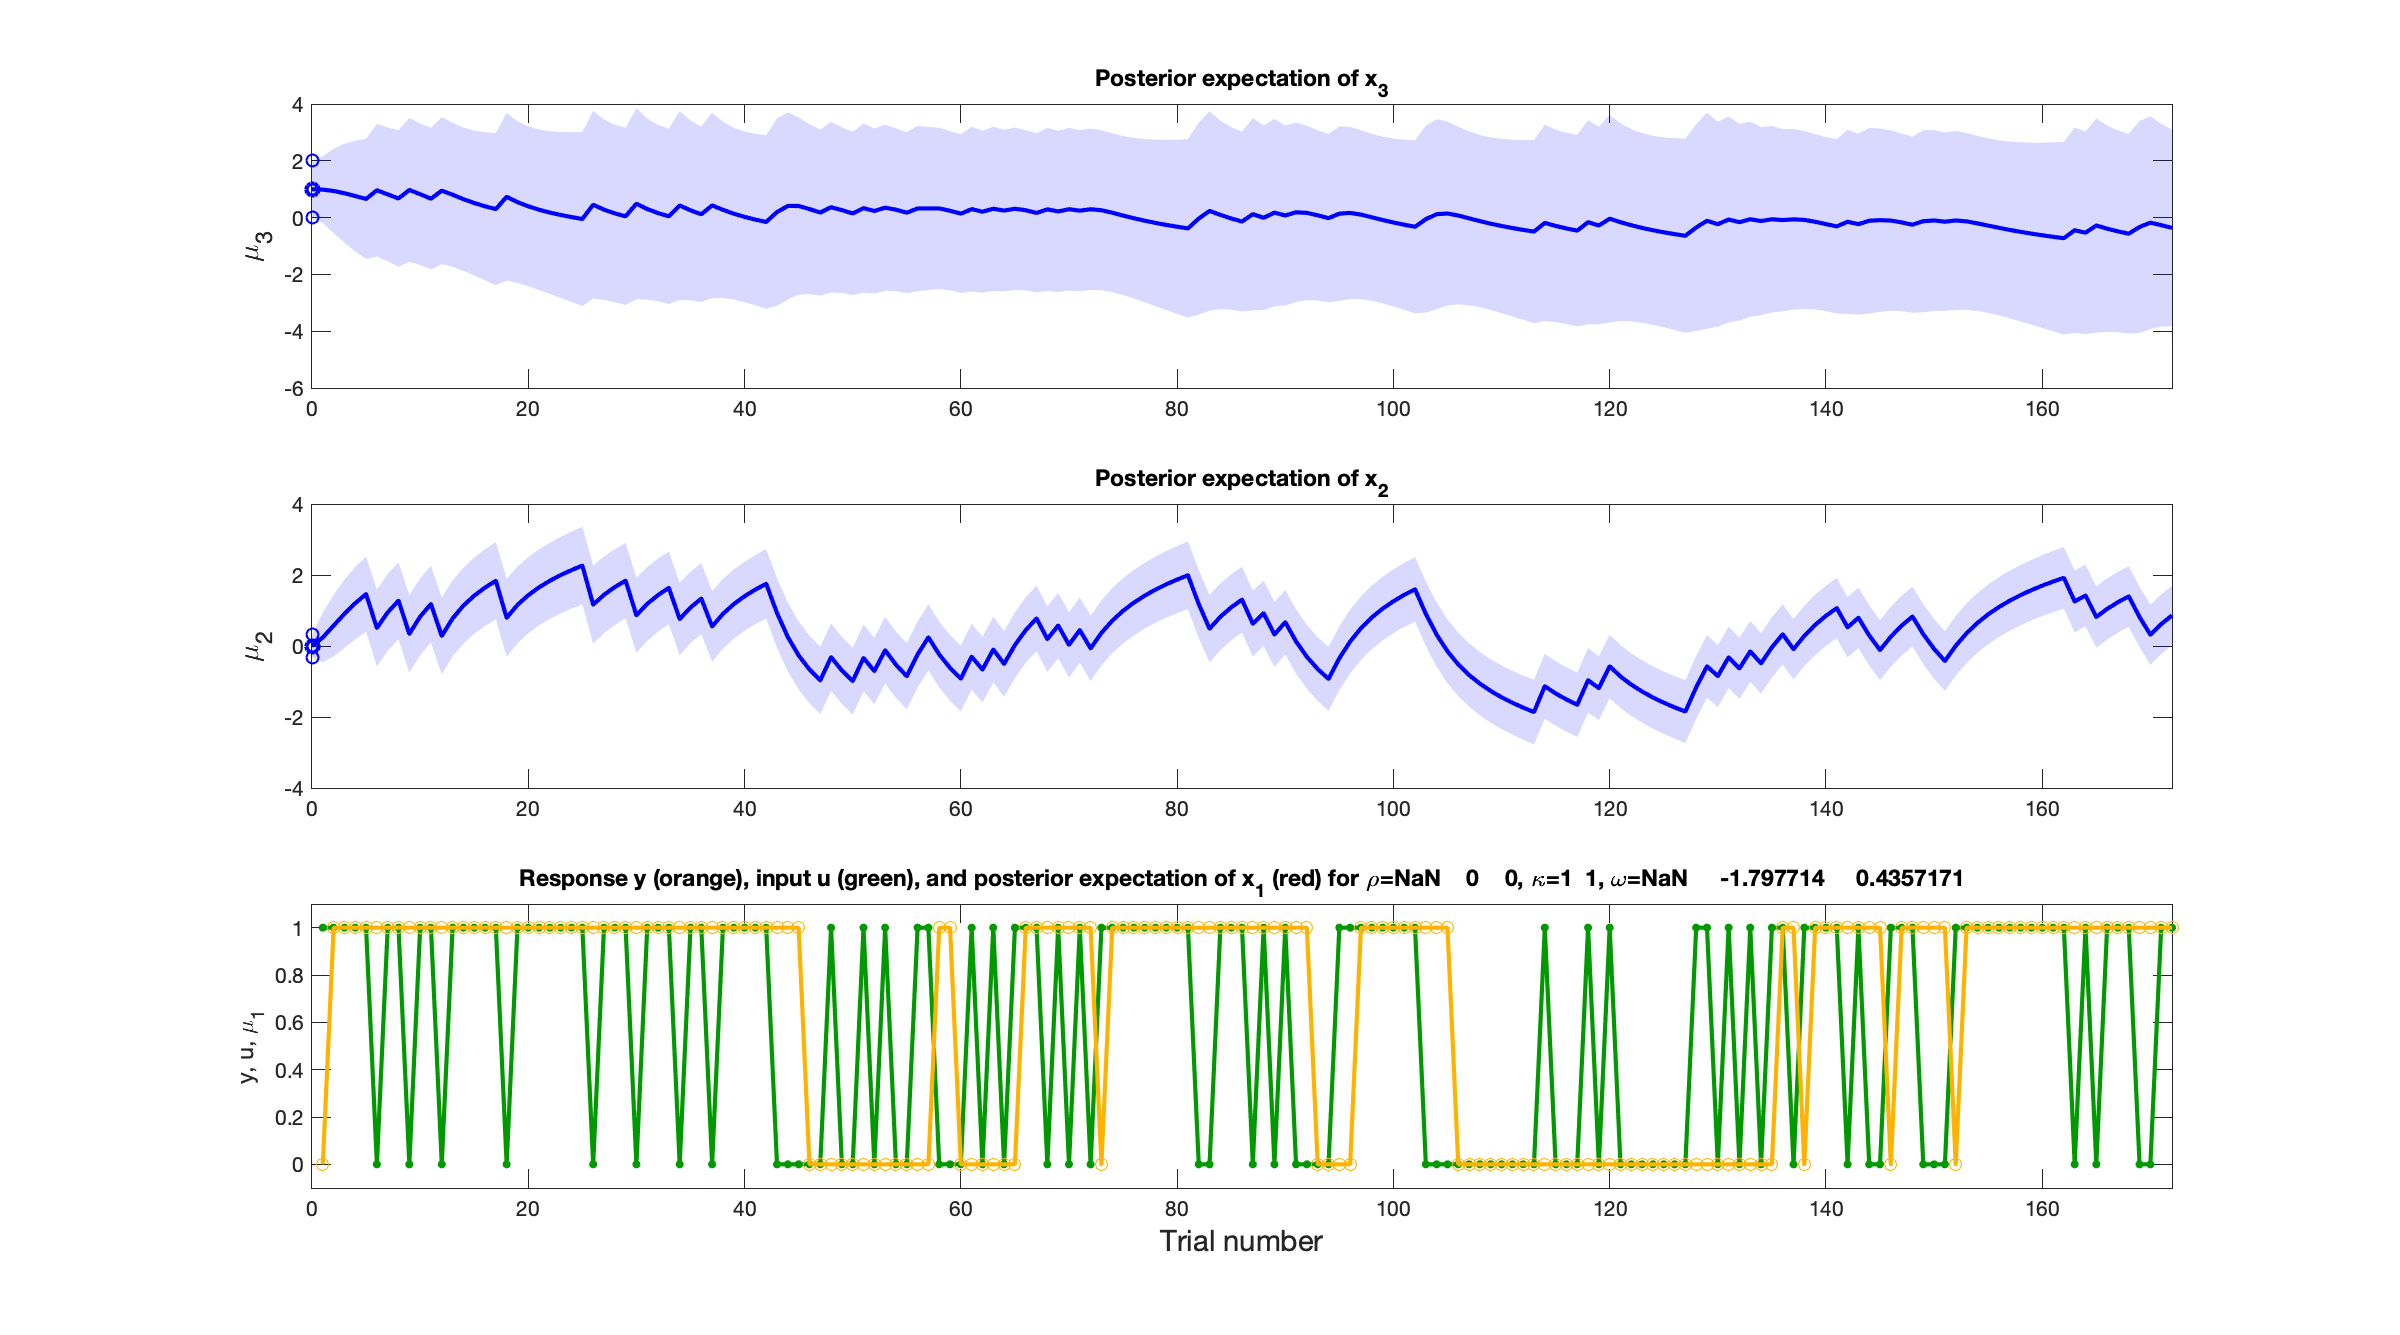 Posterior expectation of x3
4
2
0
-2
-4
-6
μ3
0 20 40 60 80 100 120 140 160
Posterior expectation of x2
4
2
0
-2
-4
μ2
0 20 40 60 80 100 120 140 160
Response y (orange), input u (green), and posterior expectation of x1 (red) for ρ=NaN 0 0, κ=1 1, ω=NaN -1.797714 0.4357171
1
0.8
0.6
0.4
0.2
0
y, u, μ1
0 20 40 60 80 100 120 140 160
Trial number